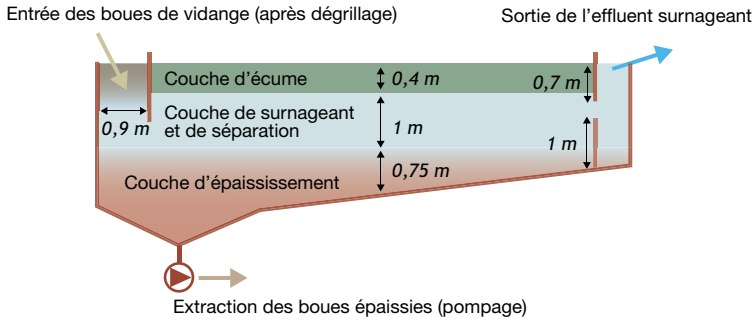 Entrée des boues de vidange (après dégrillage)
Sortie de l'effluent surnageant
Couche d'écume
0,4 m
0,7 m
0,9 m
Couche de surnageant
et de séparation
1 m
1 m
Couche d'épaississement
0,75 m
Extraction des boues épaissies (pompage)